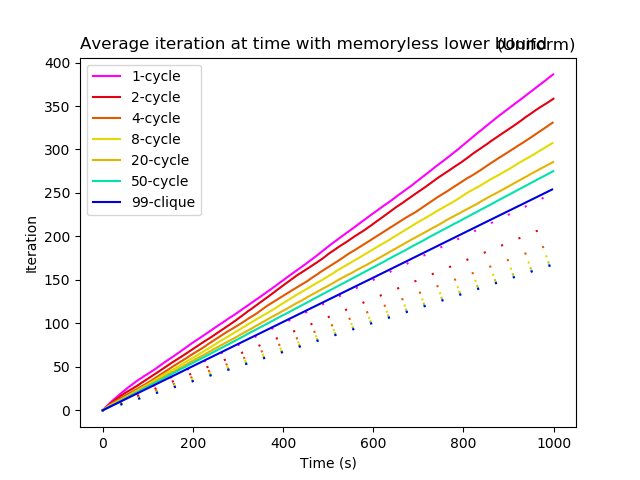 Average iteration at time with memoryless lower bound
(Uniform)
400
350
300
250
200
150
100
50
0
Iteration
1-cycle
2-cycle
4-cycle
8-cycle
20-cycle
50-cycle
99-clique
0 200 400 600 800 1000
Time (s)